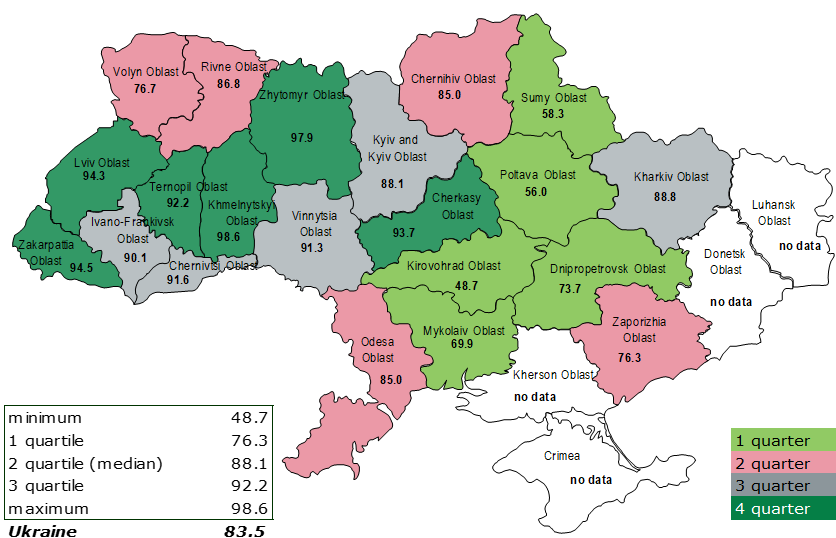 Volyn Oblast
76.7
Rivne Oblast
86.8
Zhytomyr Oblast
97.9
Chernihiv Oblast
85.0
Sumy Oblast
58.3
Kyiv and
Kyiv Oblast
88.1
Lviv Oblast
94.3
Ternopil Oblast
92.2
Khmelnytskyi
Oblast
98.6
Ivano-Frankivsk
Oblast
90.1
Zakarpattia
Oblast
94.5
Chernivtsi Oblast
91.6
Vinnytsia
Oblast
91.3
Cherkasy
Oblast
93.7
Poltava Oblast
56.0
Kharkiv Oblast
88.8
Luhansk
Oblast
no data
Donetsk
Oblast
no data
Kirovohrad Oblast
48.7
Dnipropetrovsk Oblast
73.7
Zaporizhia
Oblast
76.3
Mykolaiv Oblast
69.9
Odesa
Oblast
85.0
Kherson Oblast
no data
Crimea
no data
minimum 48.7
1 quartile 76.3
2 quartile (median) 88.1
3 quartile 92.2
maximum 98.6
Ukraine 83.5
1 quarter
2 quarter
3 quarter
4 quarter